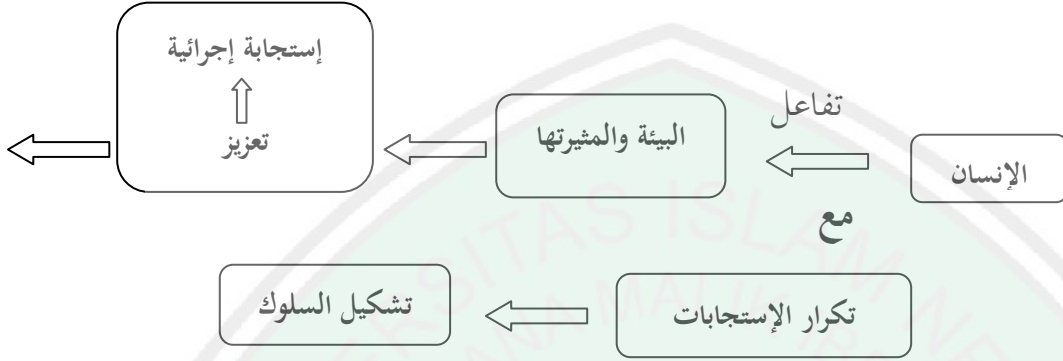 الإنسان
تفاعل
مع
البيئة والمثيرتها
إستجابة إجرائية
تعزيز
تكرار الإستجابات
تشكيل السلوك